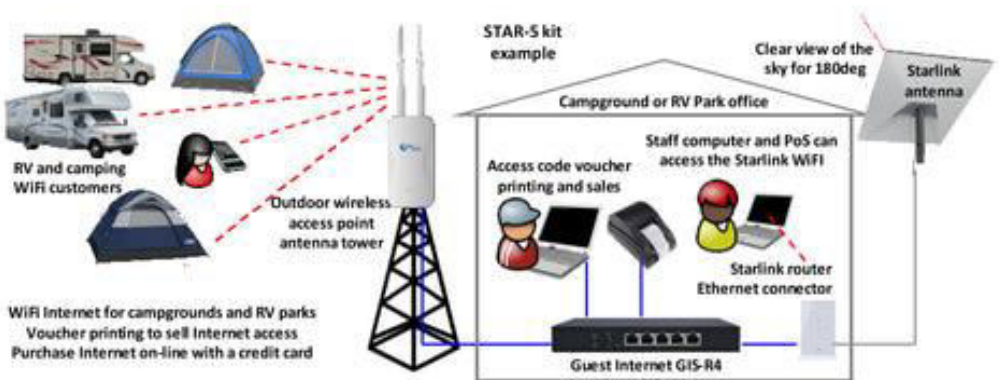 STAR-5 kit
example
Clear view of the
sky for 180deg
Starlink
antenna
Campground or RV Park office
RV and camping
WiFi customers
Access code voucher
printing and sales
Staff computer and PoS can
access the Starlink WiFI
Outdoor wireless
access point
antenna tower
Starlink router
Ethernet connector
WiFi Internet for campgrounds and RV parks
Voucher printing to sell Internet access
Purchase Internet on-line with a credit card
Guest Internet GIS-R4